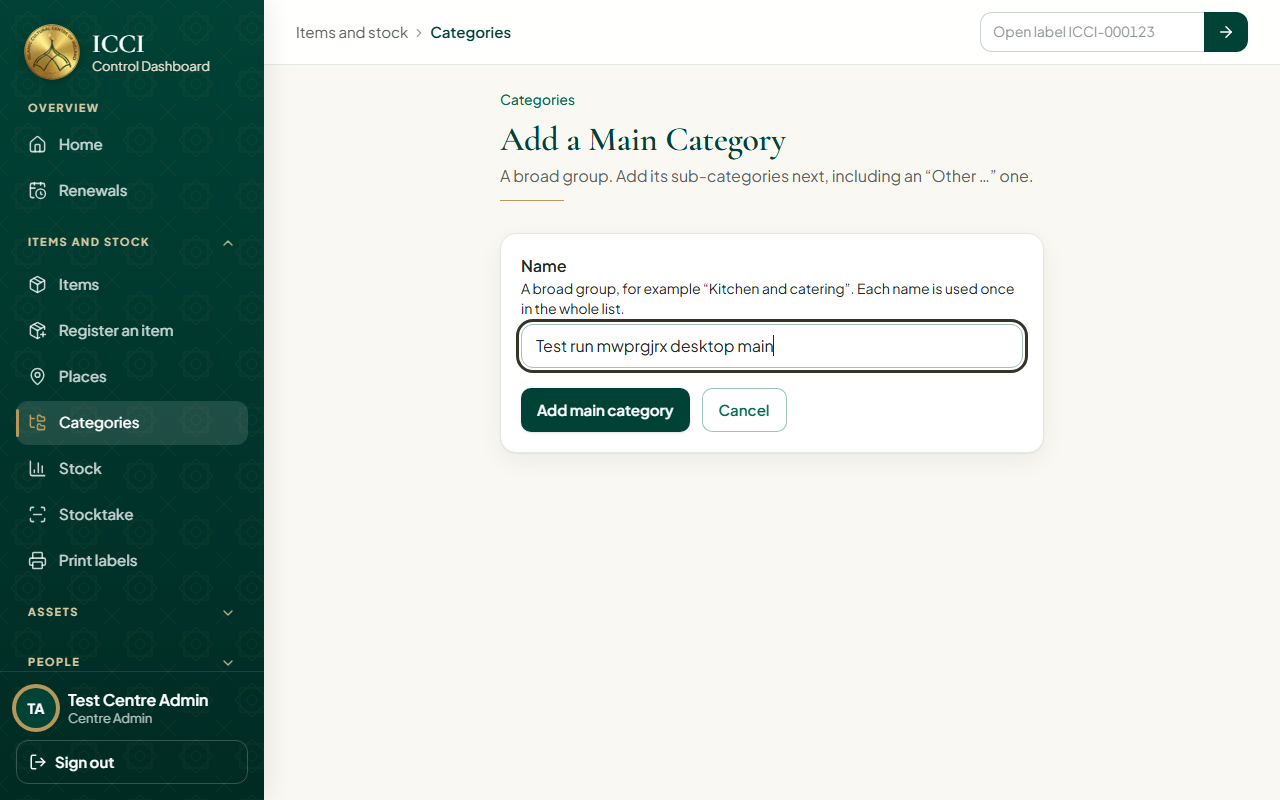 ICCI
Control Dashboard
OVERVIEW
Home
Renewals
ITEMS AND STOCK
Items
Register an item
Places
Categories
Stock
Stocktake
Print labels
ASSETS
PEOPLE
TA
Test Centre Admin
Centre Admin
Sign out
Items and stock › Categories
Open label ICCI-000123
Categories
Add a Main Category
A broad group. Add its sub-categories next, including an “Other …” one.
Name
A broad group, for example “Kitchen and catering”. Each name is used once
in the whole list.
Test run mwprgjrx desktop main
Add main category
Cancel